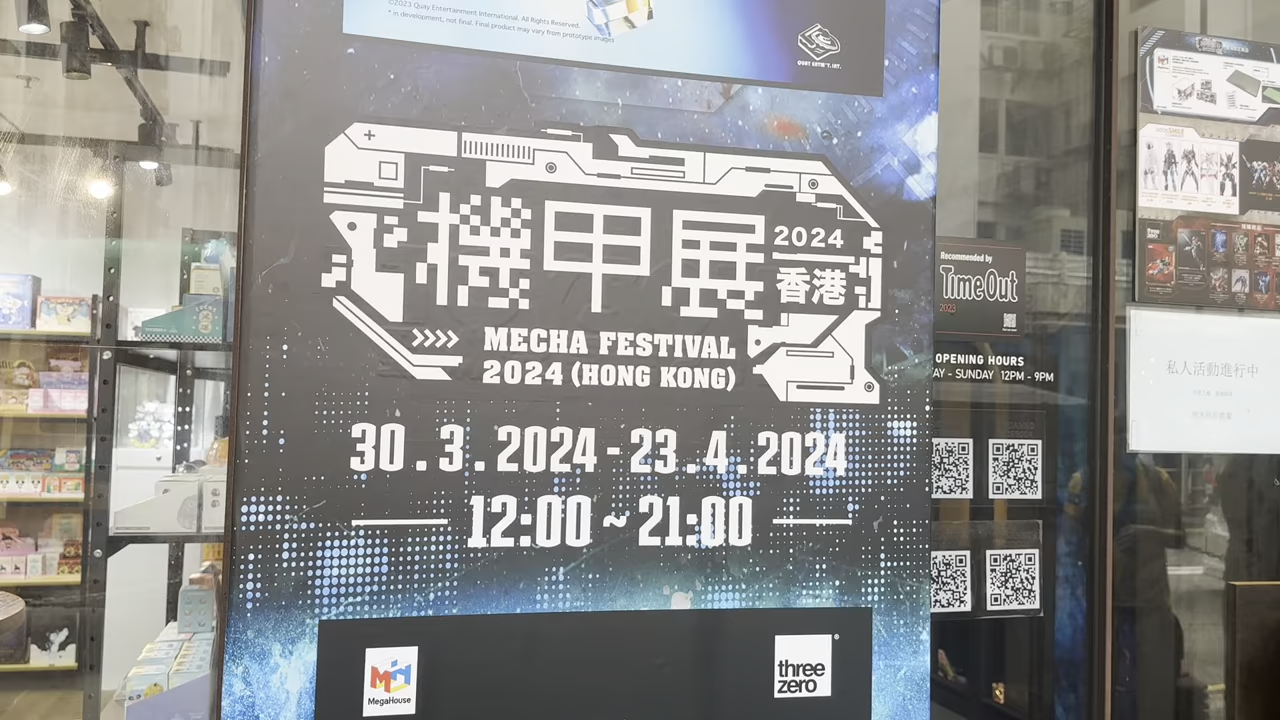 ©2023 Quay Entertainment International. All Rights Reserved.
* in development, not final. Final product may vary from prototype images
QUAY ENTM'T. INT.
機甲展
2024
香港
MECHA FESTIVAL
2024 (HONG KONG)
30.3.2024-23.4.2024
12:00~21:00
MegaHouse
three
zero®
Recommended by
TimeOut
2023
OPENING HOURS
AY - SUNDAY 12PM - 9PM
私人活動進行中